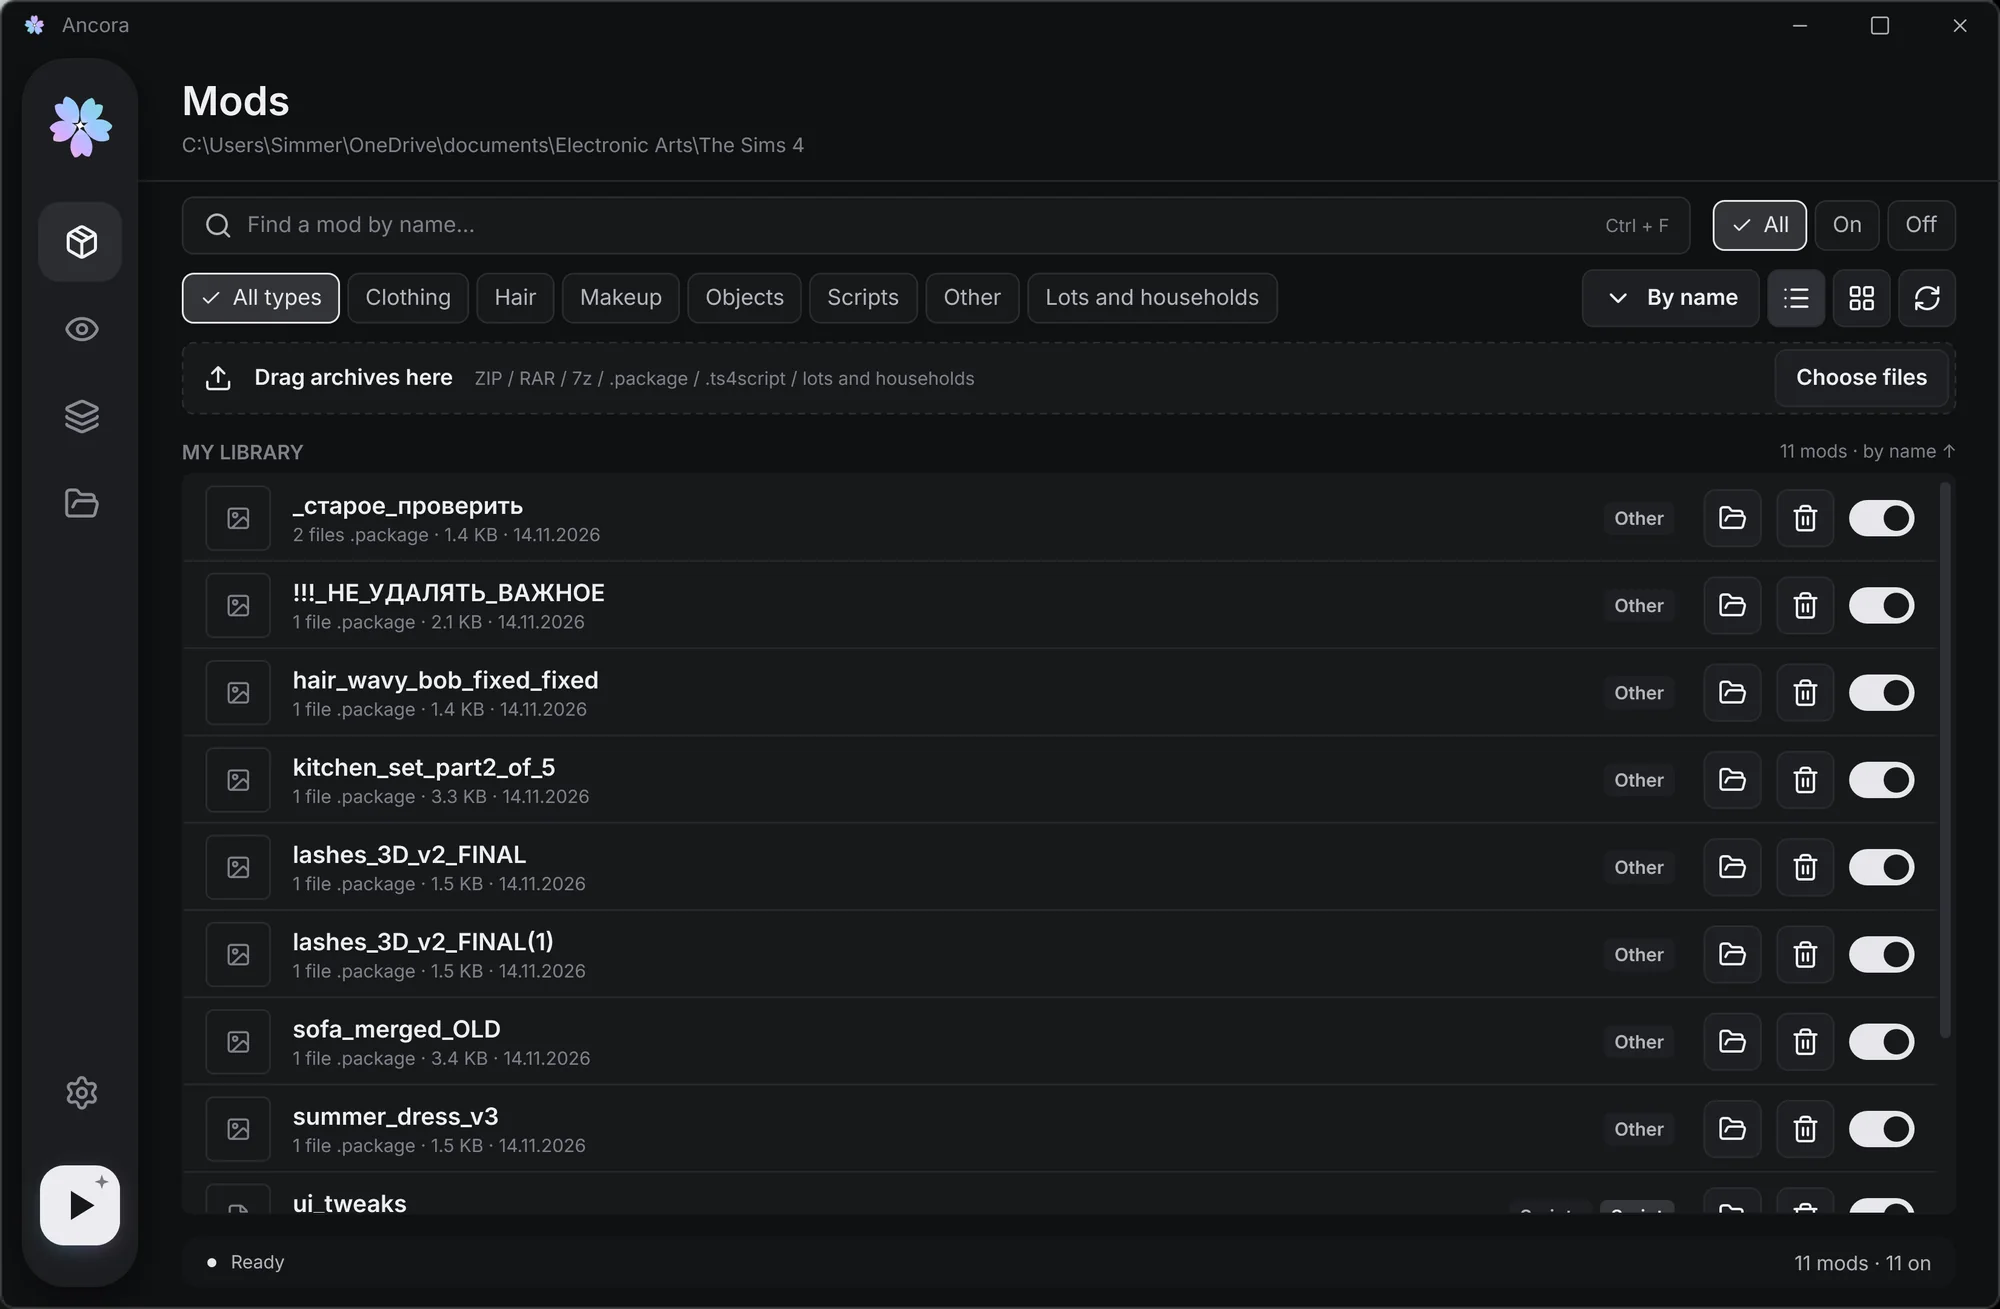 Ancora
Mods
C:\Users\Simmer\OneDrive\documents\Electronic Arts\The Sims 4
Find a mod by name...
Ctrl + F
All
On
Off
All types
Clothing
Hair
Makeup
Objects
Scripts
Other
Lots and households
By name
Drag archives here
ZIP / RAR / 7z / .package / .ts4script / lots and households
Choose files
MY LIBRARY
11 mods · by name ↑
_старое_проверить
2 files .package · 1.4 KB · 14.11.2026
Other
!!!_НЕ_УДАЛЯТЬ_ВАЖНОЕ
1 file .package · 2.1 KB · 14.11.2026
Other
hair_wavy_bob_fixed_fixed
1 file .package · 1.4 KB · 14.11.2026
Other
kitchen_set_part2_of_5
1 file .package · 3.3 KB · 14.11.2026
Other
lashes_3D_v2_FINAL
1 file .package · 1.5 KB · 14.11.2026
Other
lashes_3D_v2_FINAL(1)
1 file .package · 1.5 KB · 14.11.2026
Other
sofa_merged_OLD
1 file .package · 3.4 KB · 14.11.2026
Other
summer_dress_v3
1 file .package · 1.5 KB · 14.11.2026
Other
ui_tweaks
Ready
11 mods · 11 on